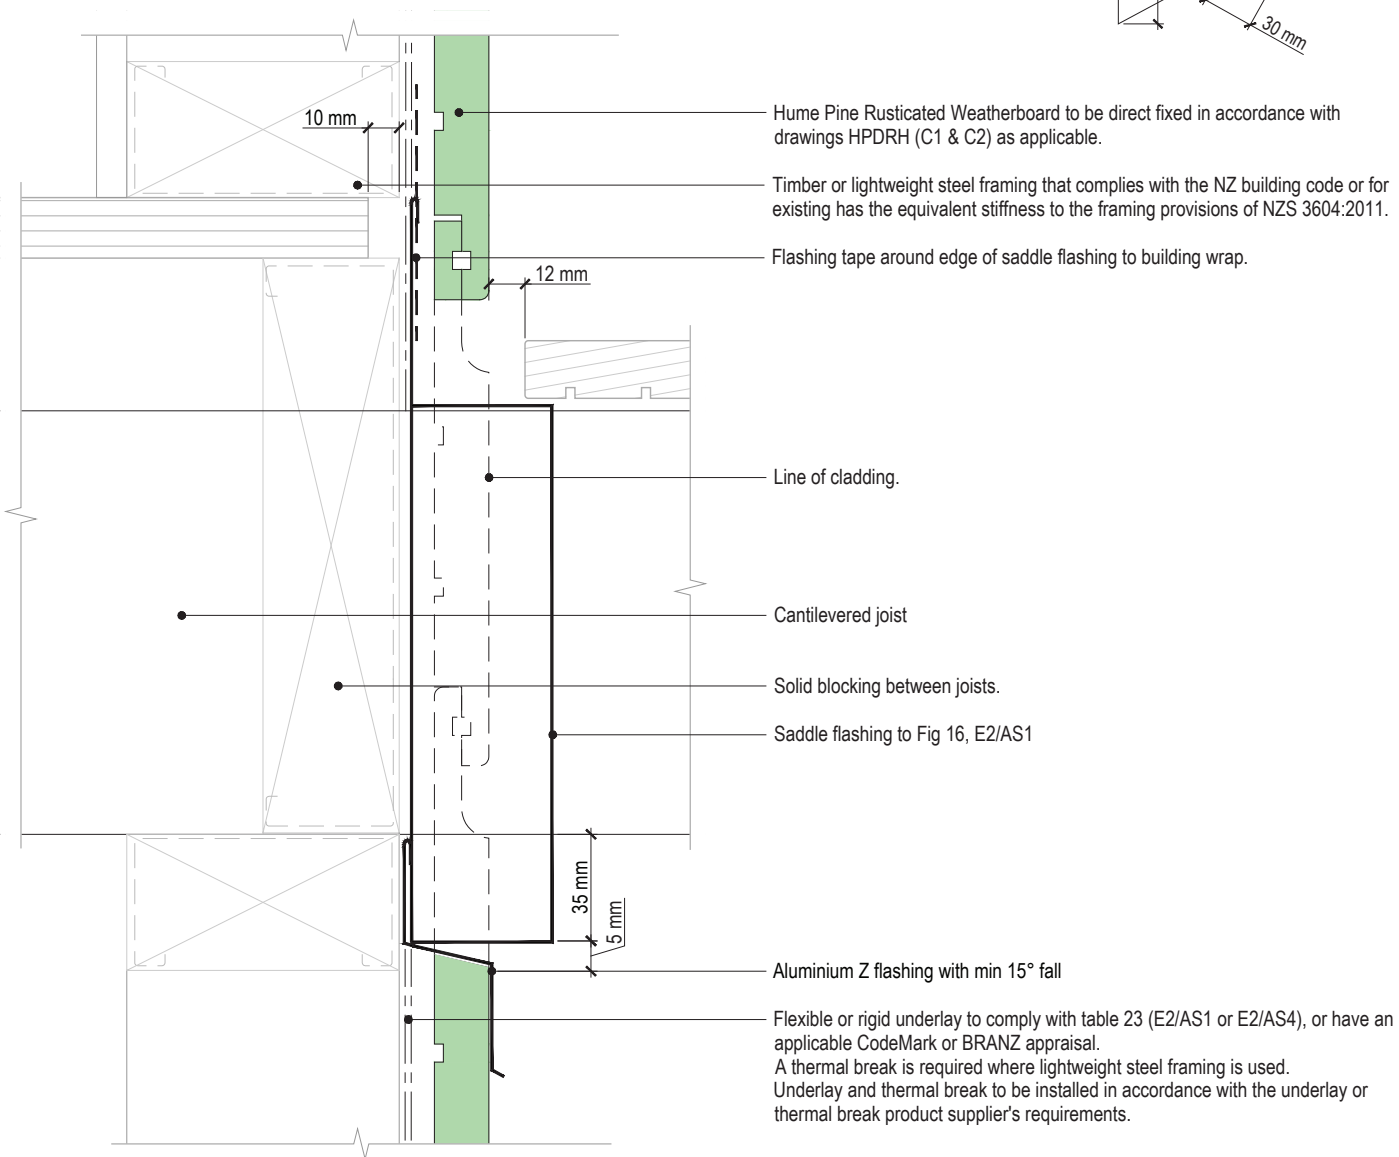 30 mm
10 mm
Hume Pine Rusticated Weatherboard to be direct fixed in accordance with
drawings HPDRH (C1 & C2) as applicable.
Timber or lightweight steel framing that complies with the NZ building code or for
existing has the equivalent stiffness to the framing provisions of NZS 3604:2011.
Flashing tape around edge of saddle flashing to building wrap.
12 mm
Line of cladding.
Cantilevered joist
Solid blocking between joists.
Saddle flashing to Fig 16, E2/AS1
35 mm
5 mm
Aluminium Z flashing with min 15° fall
Flexible or rigid underlay to comply with table 23 (E2/AS1 or E2/AS4), or have an
applicable CodeMark or BRANZ appraisal.
A thermal break is required where lightweight steel framing is used.
Underlay and thermal break to be installed in accordance with the underlay or
thermal break product supplier's requirements.